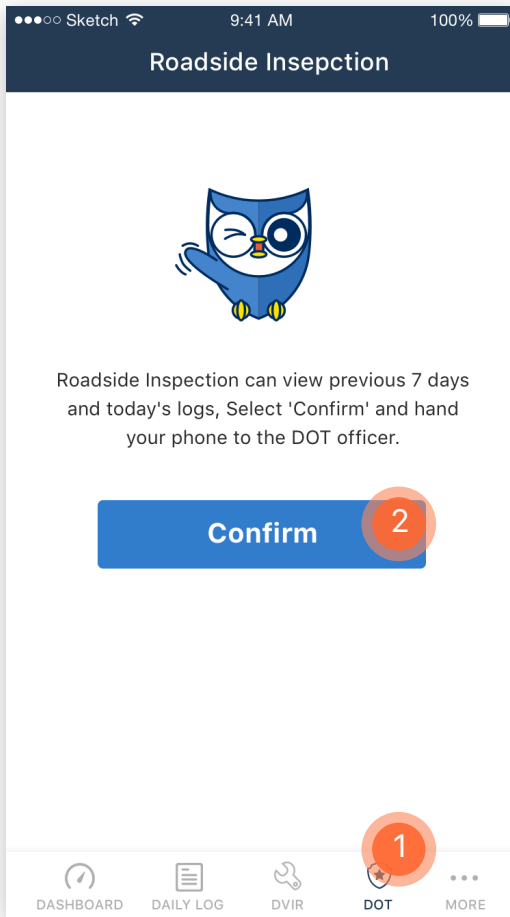 Sketch 9:41 AM 100%
Roadside Insepction
Roadside Inspection can view previous 7 days
and today's logs, Select 'Confirm' and hand
your phone to the DOT officer.
Confirm 2
1
DASHBOARD DAILY LOG DVIR DOT MORE